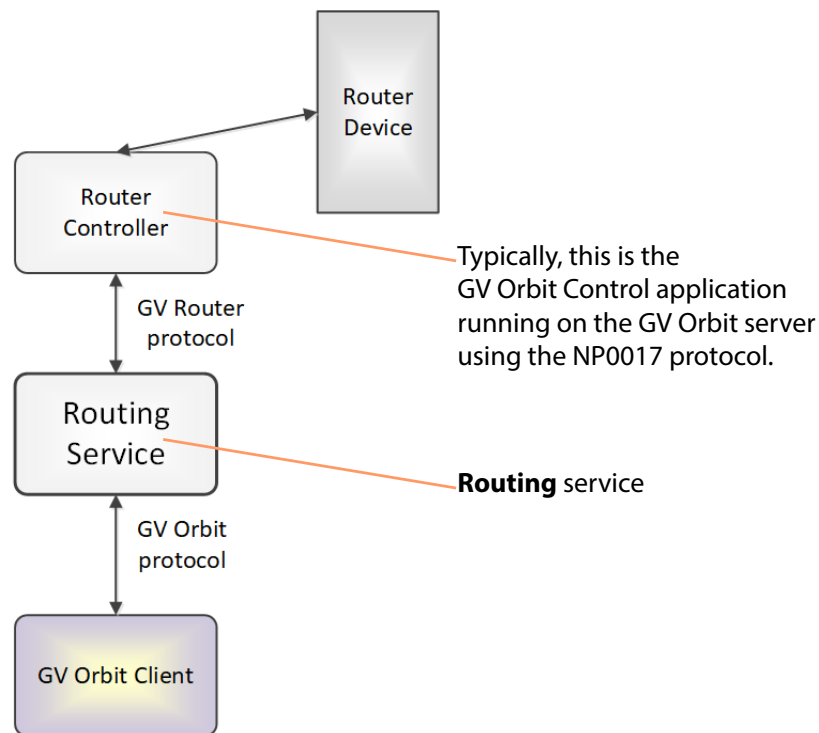 Router
Device
Router
Controller
Typically, this is the
GV Orbit Control application
running on the GV Orbit server
using the NP0017 protocol.
GV Router
protocol
Routing
Service
Routing service
GV Orbit
protocol
GV Orbit Client